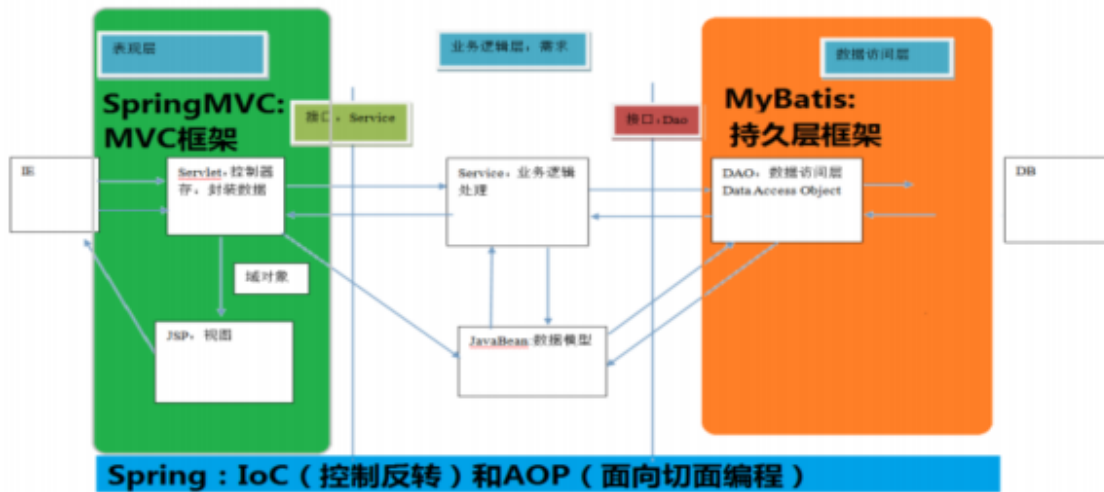 表现层
业务逻辑层：需求
数据访问层
SpringMVC:
MVC框架
接口：Service
接口:Dao
MyBatis:
持久层框架
IE
Servlet:控制器
存，封装数据
Service：业务逻辑
处理
DAO：数据访问层
Data Access Object
DB
域对象
JSP：视图
JavaBean:数据模型
Spring：IoC（控制反转）和AOP（面向切面编程）